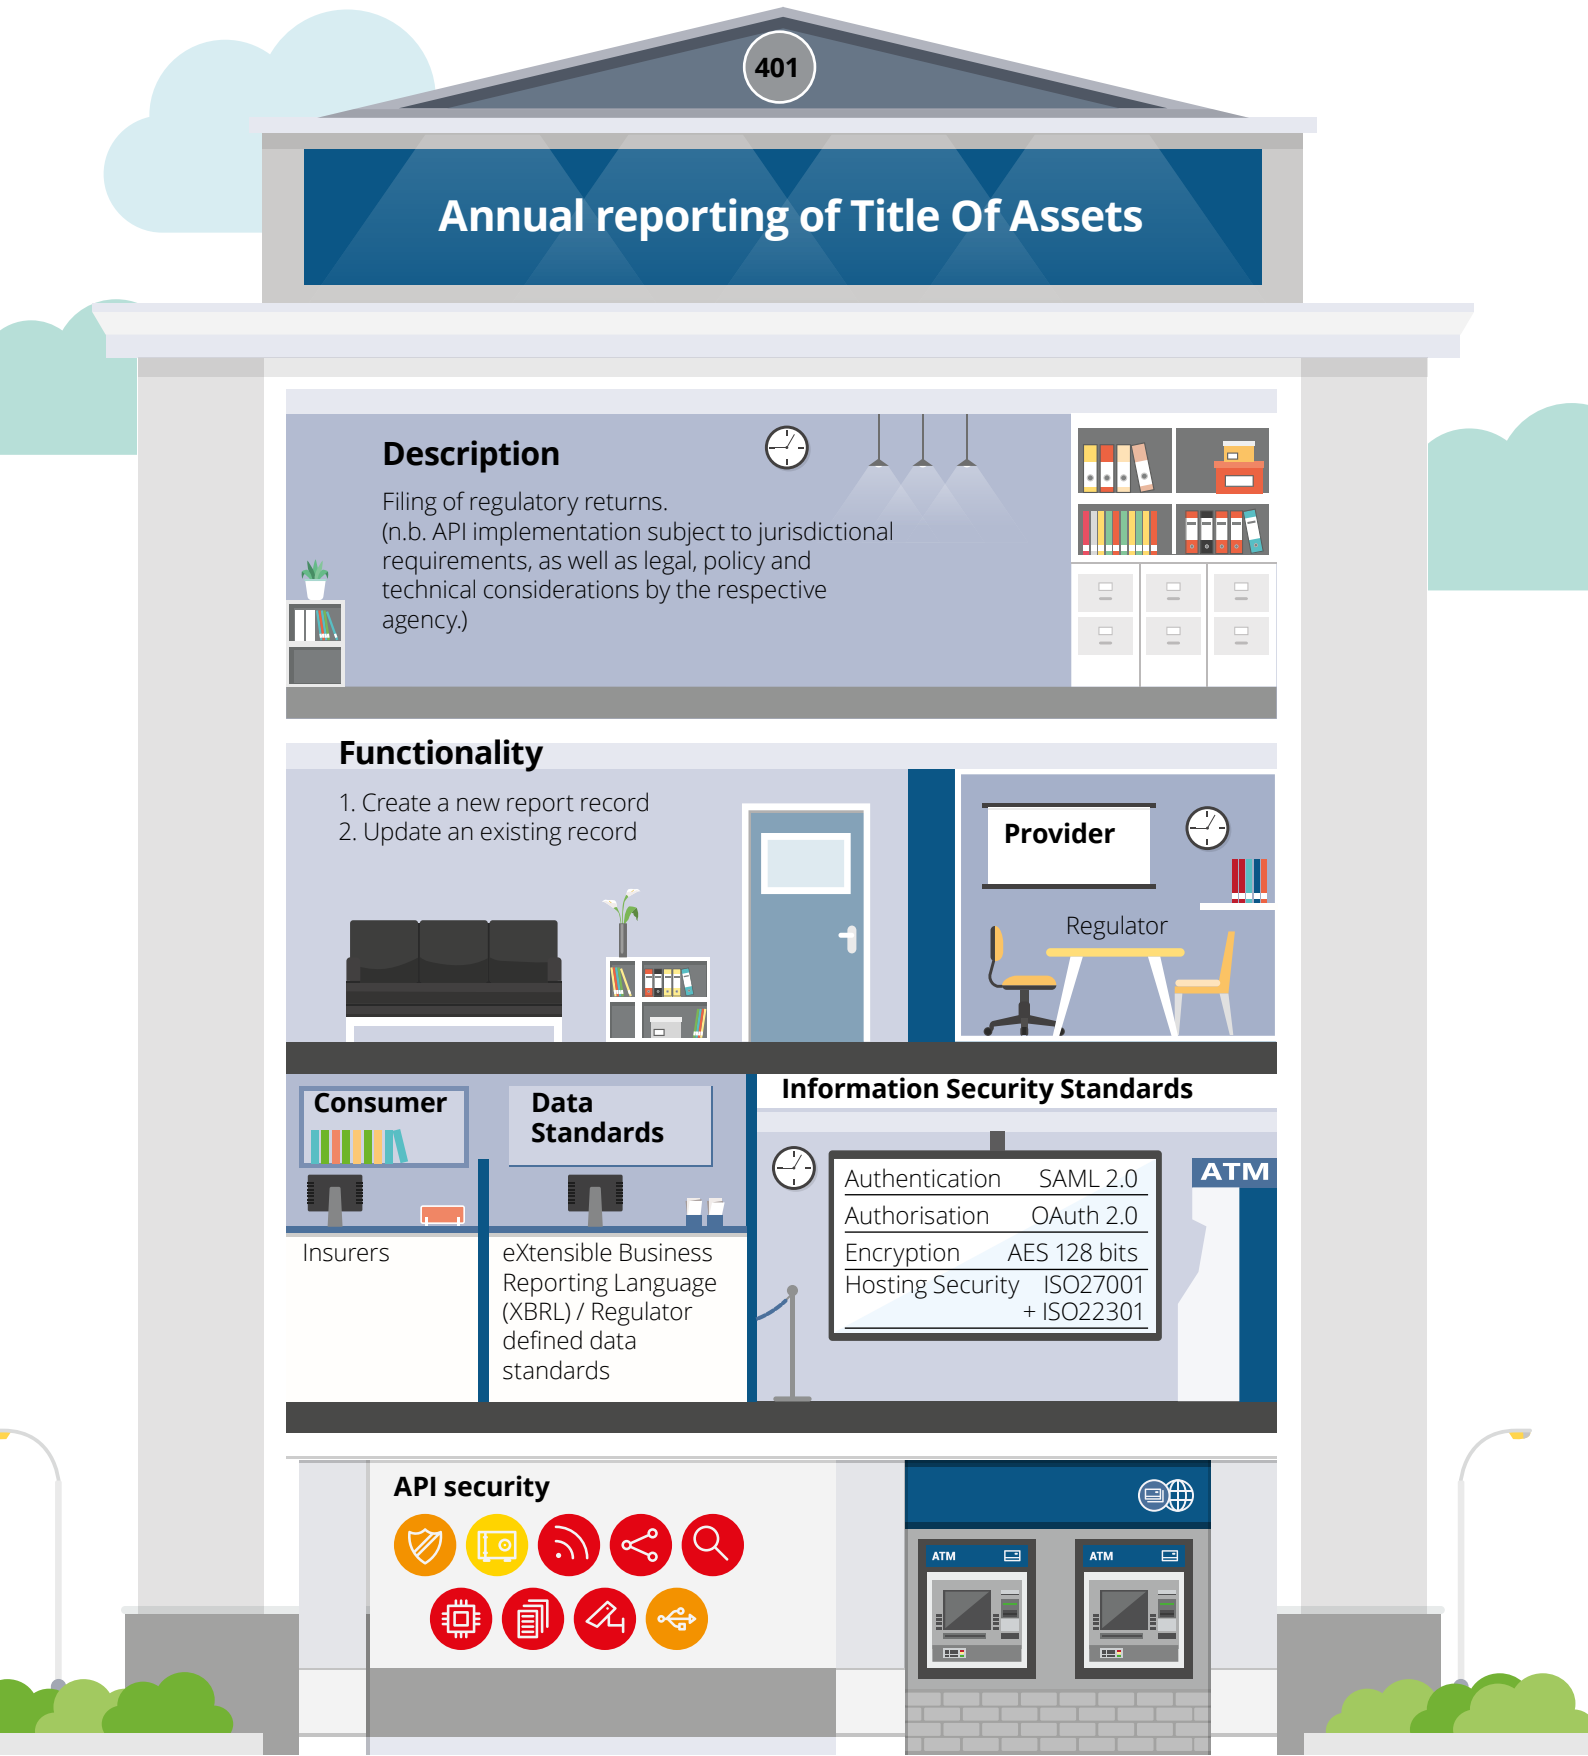 401
Annual reporting of Title Of Assets
Description
Filing of regulatory returns.
(n.b. API implementation subject to jurisdictional
requirements, as well as legal, policy and
technical considerations by the respective
agency.)
Functionality
1. Create a new report record
2. Update an existing record
Provider
Regulator
Consumer
Insurers
Data
Standards
eXtensible Business
Reporting Language
(XBRL) / Regulator
defined data
standards
Information Security Standards
Authentication SAML 2.0
Authorisation OAuth 2.0
Encryption AES 128 bits
Hosting Security ISO27001
+ ISO22301
ATM
API security
ATM
ATM